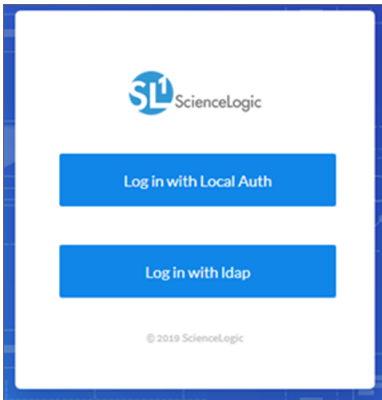 SL1 ScienceLogic
Log in with Local Auth
Log in with ldap
© 2019 ScienceLogic